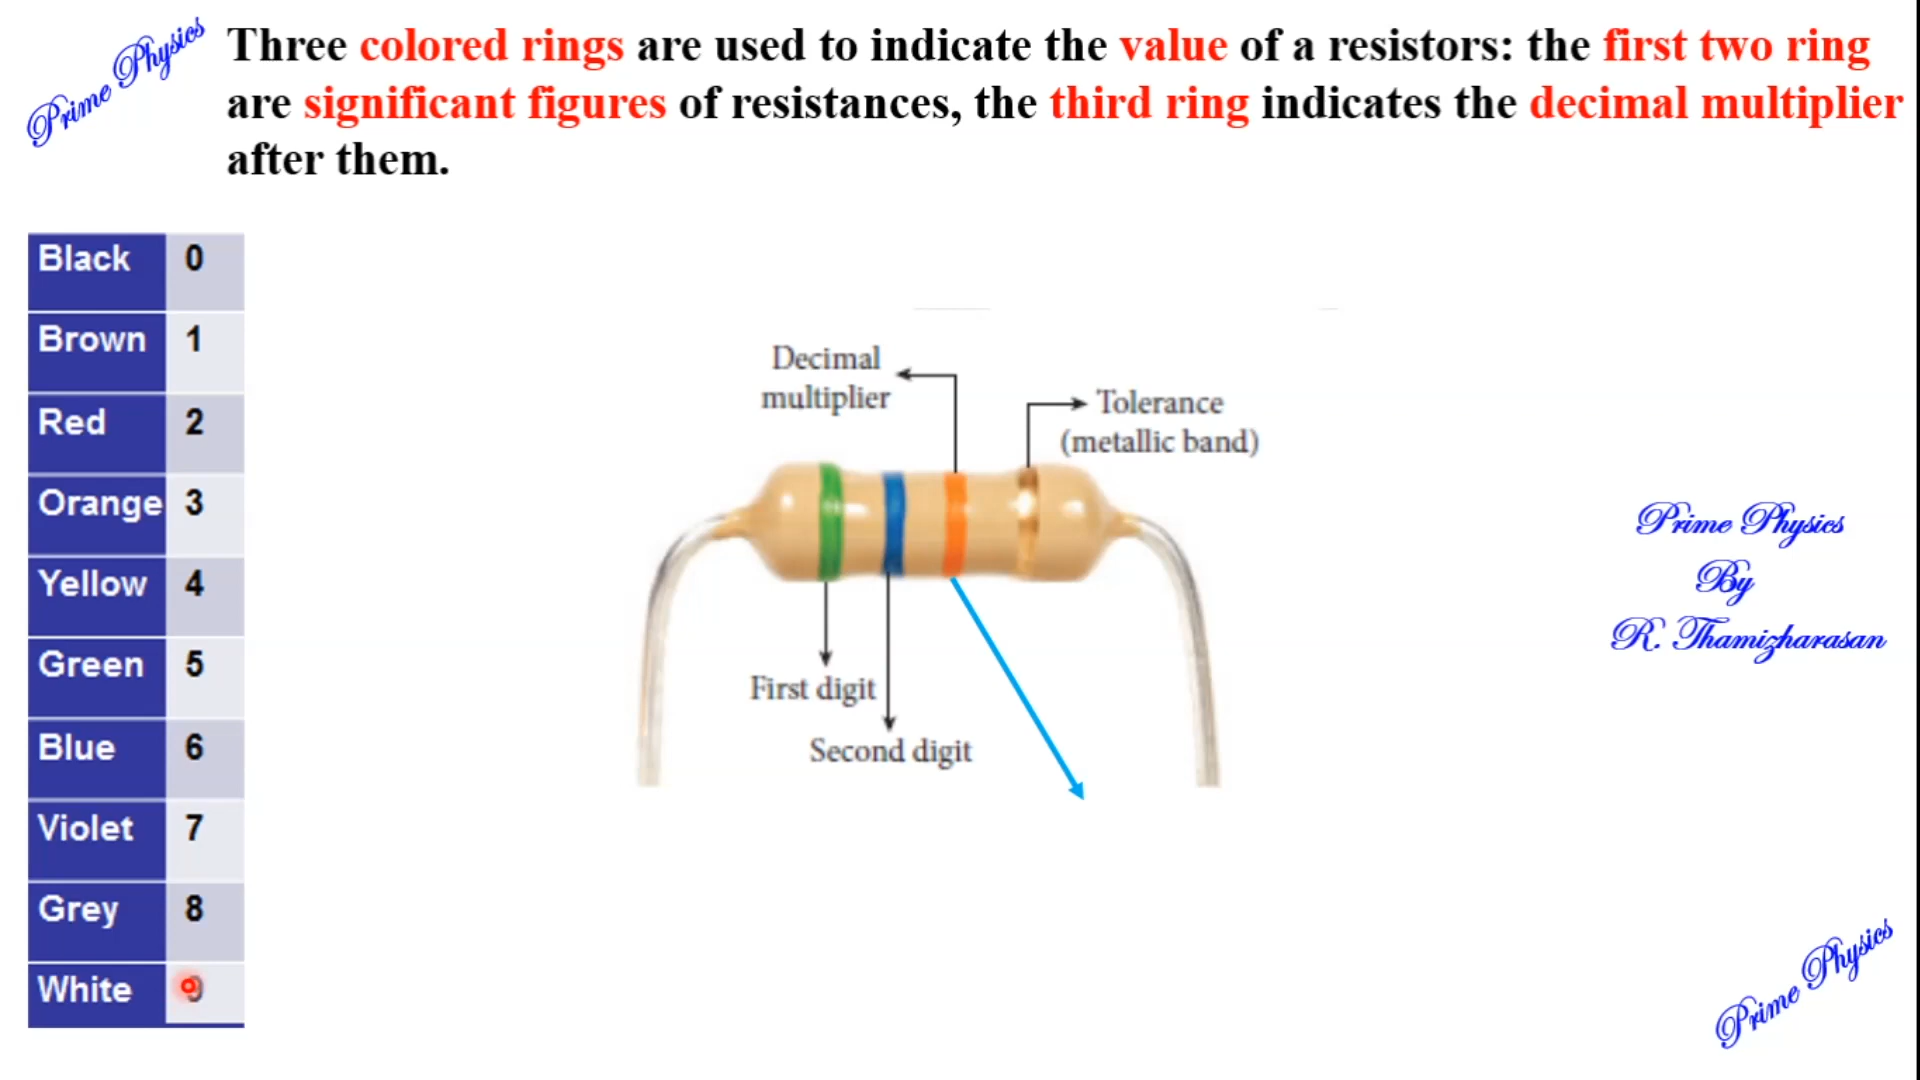 Prime Physics
Three colored rings are used to indicate the value of a resistors: the first two ring
are significant figures of resistances, the third ring indicates the decimal multiplier
after them.
Black 0
Brown 1
Red 2
Orange 3
Yellow 4
Green 5
Blue 6
Violet 7
Grey 8
White 9
Decimal
multiplier
Tolerance
(metallic band)
First digit
Second digit
Prime Physics
By
R. Thamizharasan
Prime Physics